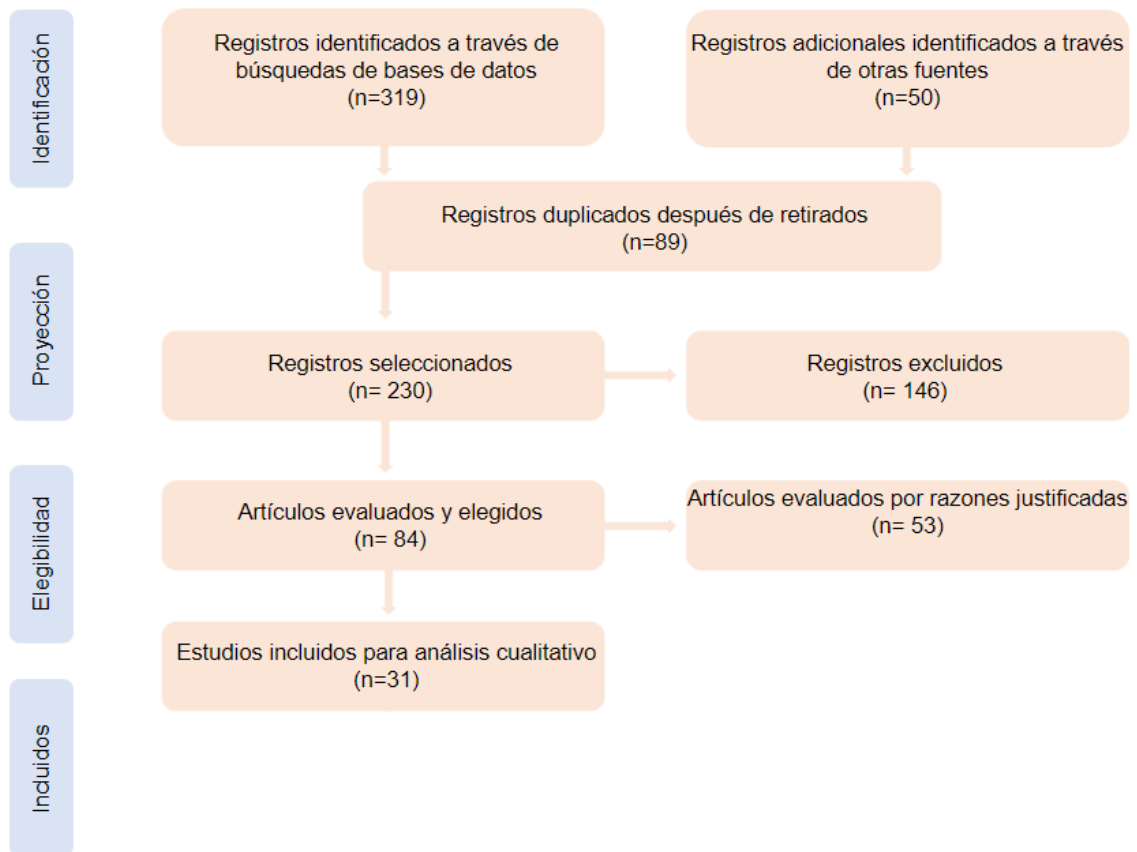 Identificación
Registros identificados a través de
búsquedas de bases de datos
(n=319)
Registros adicionales identificados a través
de otras fuentes
(n=50)
Registros duplicados después de retirados
(n=89)
Proyección
Registros seleccionados
(n= 230)
Registros excluidos
(n= 146)
Elegibilidad
Artículos evaluados y elegidos
(n= 84)
Artículos evaluados por razones justificadas
(n= 53)
Estudios incluidos para análisis cualitativo
(n=31)
Incluidos